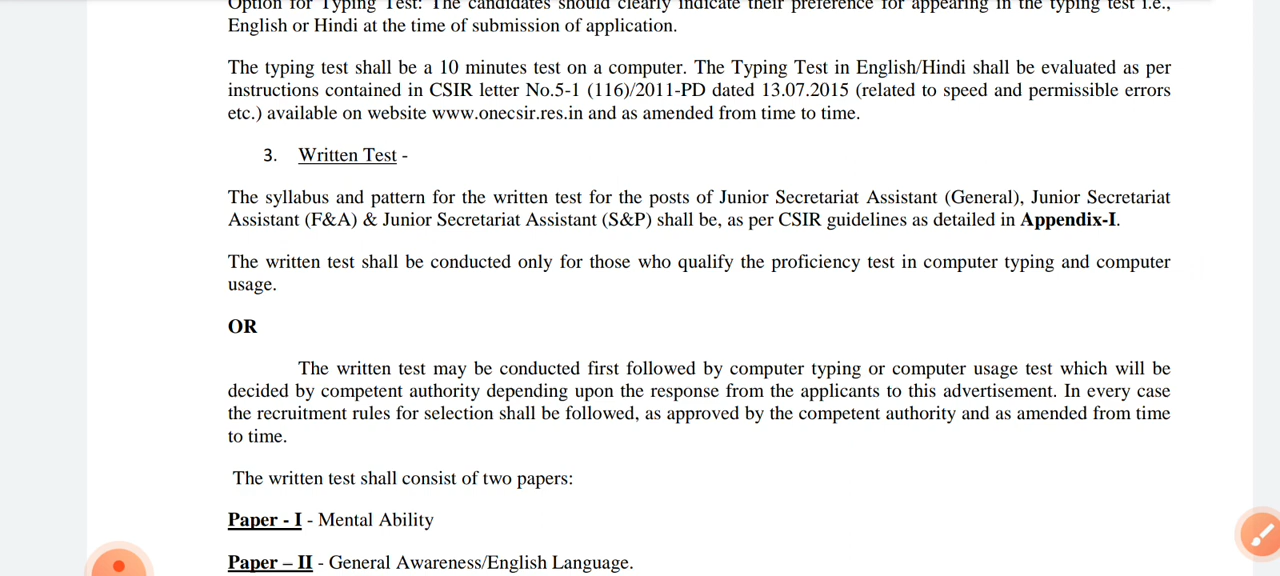 Option for Typing Test: The candidates should clearly indicate their preference for appearing in the typing test i.e.,
English or Hindi at the time of submission of application.
The typing test shall be a 10 minutes test on a computer. The Typing Test in English/Hindi shall be evaluated as per
instructions contained in CSIR letter No.5-1 (116)/2011-PD dated 13.07.2015 (related to speed and permissible errors
etc.) available on website www.onecsir.res.in and as amended from time to time.
3. Written Test -
The syllabus and pattern for the written test for the posts of Junior Secretariat Assistant (General), Junior Secretariat
Assistant (F&A) & Junior Secretariat Assistant (S&P) shall be, as per CSIR guidelines as detailed in Appendix-I.
The written test shall be conducted only for those who qualify the proficiency test in computer typing and computer
usage.
OR
The written test may be conducted first followed by computer typing or computer usage test which will be
decided by competent authority depending upon the response from the applicants to this advertisement. In every case
the recruitment rules for selection shall be followed, as approved by the competent authority and as amended from time
to time.
The written test shall consist of two papers:
Paper - I - Mental Ability
Paper – II - General Awareness/English Language.